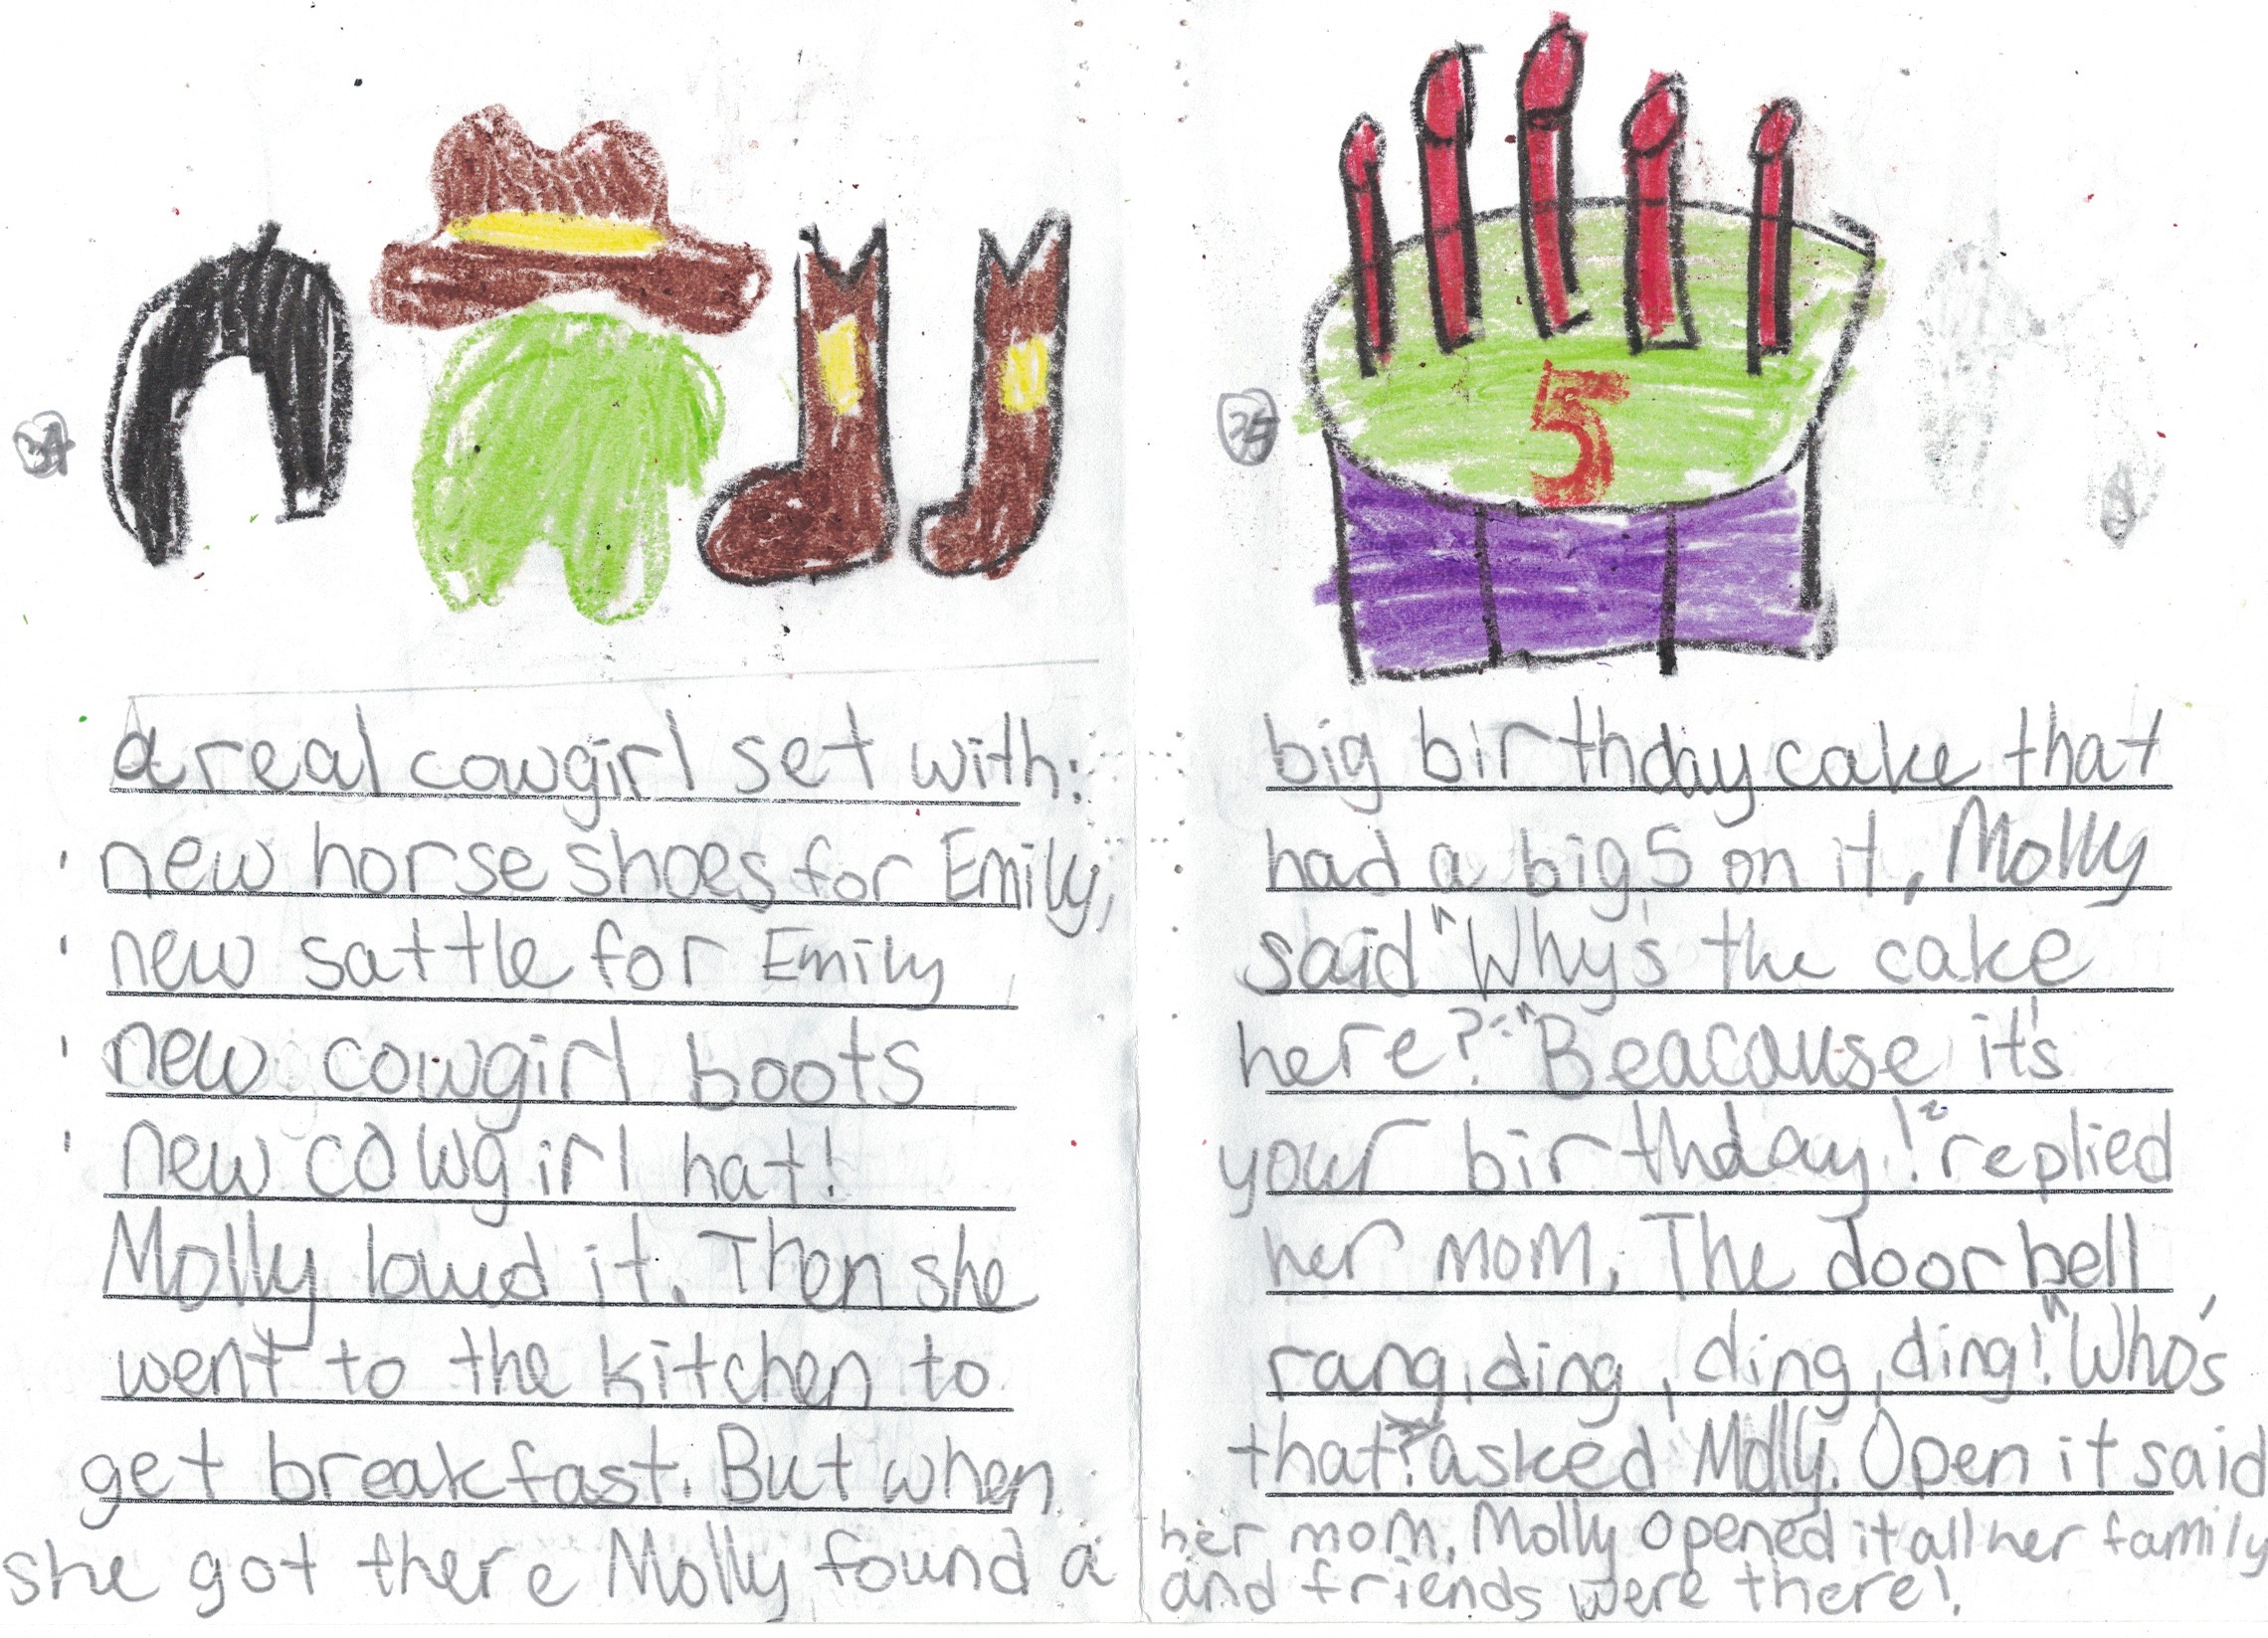 34
a real cowgirl set with:
' new horse shoes for Emily,
' new sattle for Emily
' new cowgirl boots
' new cowgirl hat!
Molly loved it. Then she
went to the kitchen to
get breakfast. But when
she got there Molly found a
35
5
big birthday cake that
had a big 5 on it, Molly
said "Why's the cake
here?" "Beacause it's
your birthday!" replied
her mom. The doorbell
rang, ding, ding, ding! "Who's
that?" asked Molly. Open it said
her mom. Molly opened it all her family
and friends were there!